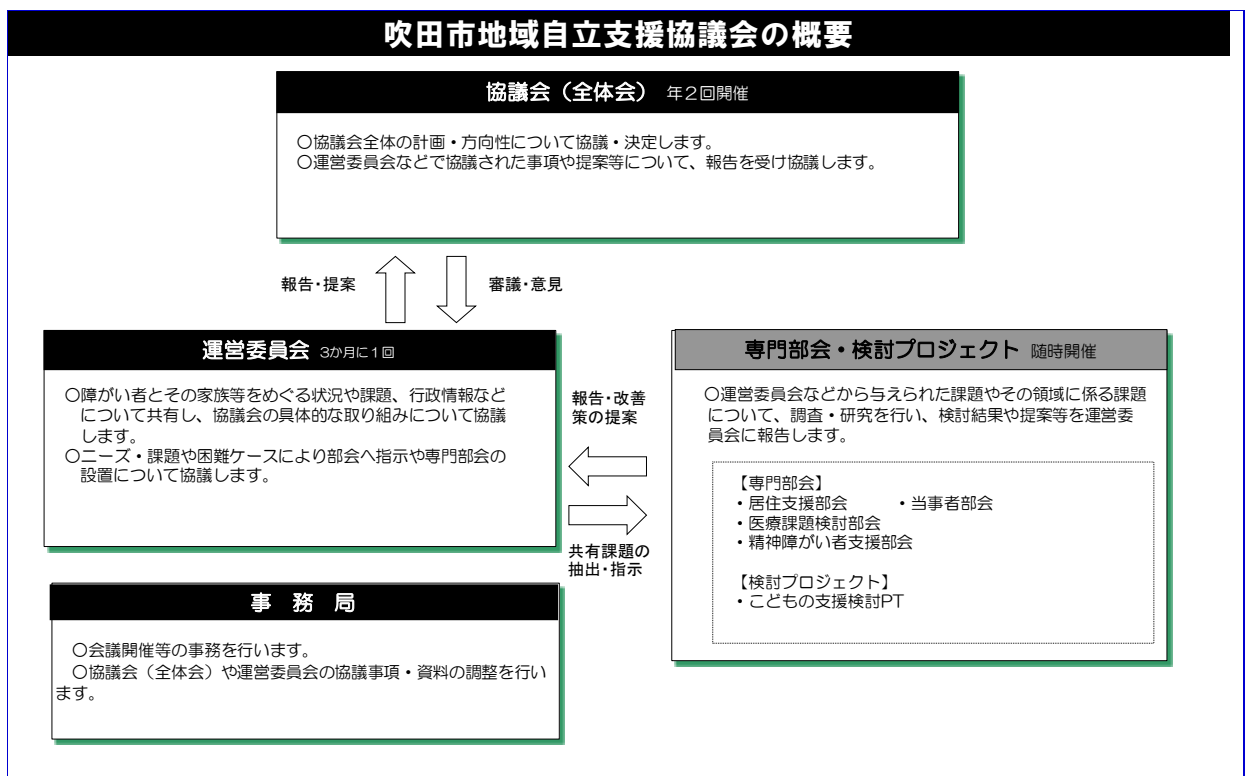 吹田市地域自立支援協議会の概要
協議会（全体会） 年２回開催
〇協議会全体の計画・方向性について協議・決定します。
〇運営委員会などで協議された事項や提案等について、報告を受け協議します。
報告・提案
審議・意見
運営委員会 3か月に１回
〇障がい者とその家族等をめぐる状況や課題、行政情報など
について共有し、協議会の具体的な取り組みについて協議
します。
〇ニーズ・課題や困難ケースにより部会へ指示や専門部会の
設置について協議します。
報告・改善
策の提案
共有課題の
抽出・指示
専門部会・検討プロジェクト 随時開催
〇運営委員会などから与えられた課題やその領域に係る課題
について、調査・研究を行い、検討結果や提案等を運営委
員会に報告します。
【専門部会】
・居住支援部会 ・当事者部会
・医療課題検討部会
・精神障がい者支援部会
【検討プロジェクト】
・こどもの支援検討PT
事 務 局
〇会議開催等の事務を行います。
〇協議会（全体会）や運営委員会の協議事項・資料の調整を行い
ます。